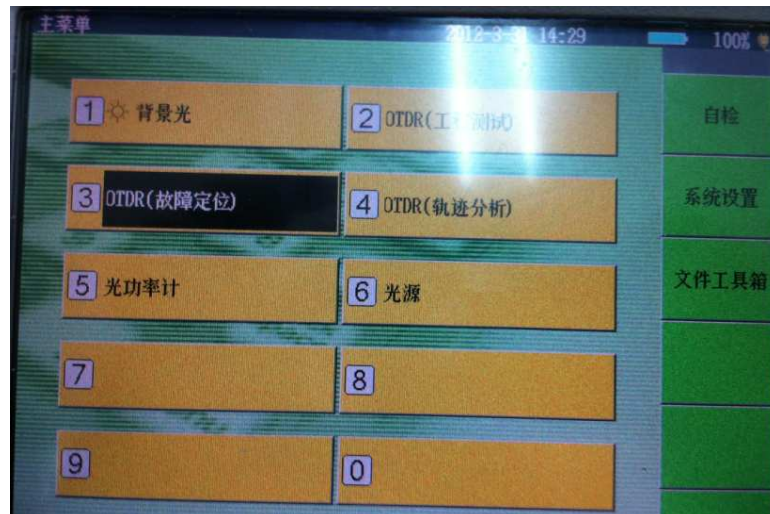 主菜单 2012-3-31 14:29 100%
1 背景光
2 OTDR(工程测试)
自检
3 OTDR(故障定位)
4 OTDR(轨迹分析)
系统设置
5 光功率计
6 光源
文件工具箱
7
8
9
0